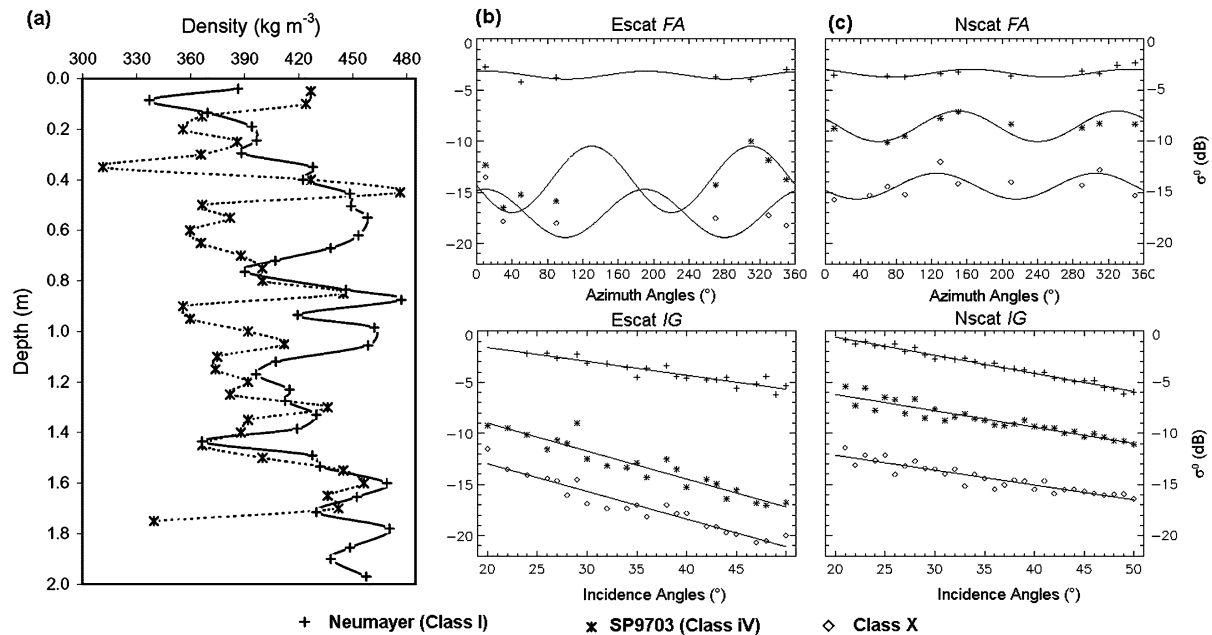 (a)
Density (kg m⁻³)
310 360 390 420 450 480
0.0
0.2
0.4
0.6
0.8
1.0
1.2
1.4
1.6
1.8
2.0
Depth (m)
(b)
Escat FA
0
−5
−10
−15
−20
0 40 80 120 160 200 240 280 320 360
Azimuth Angles (°)
(c)
Nscat FA
0
−5
−10
−15
−20
σ⁰ (dB)
0 40 80 120 160 200 240 280 320 36C
Azimuth Angles (°)
Escat IG
0
−5
−10
−15
−20
20 25 30 35 40 45 50
Incidence Angles (°)
Nscat IG
0
−5
−10
−15
−20
σ⁰ (dB)
20 25 30 35 40 45 50
Incidence Angles (°)
+ Neumayer (Class I) ✱ SP9703 (Class iV) ◇ Class X